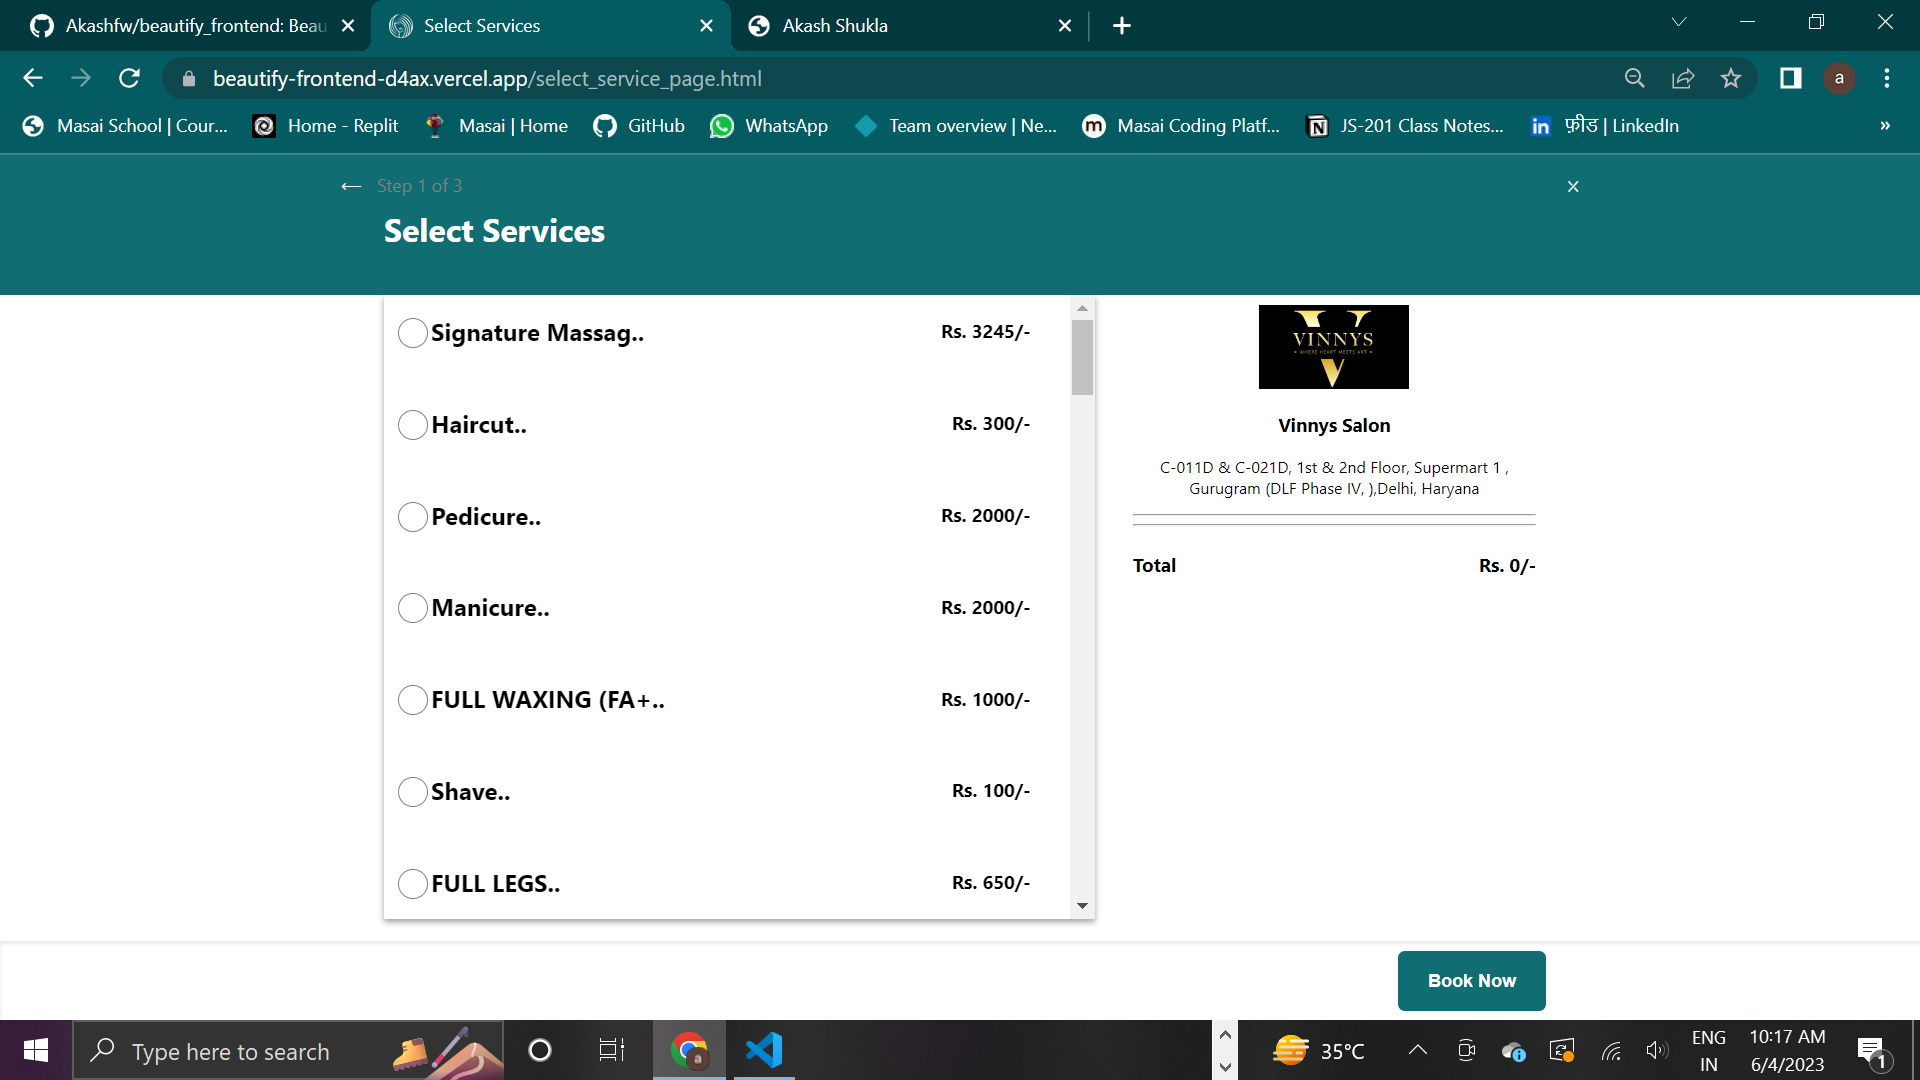 Akashfw/beautify_frontend: Beau
Select Services
Akash Shukla
beautify-frontend-d4ax.vercel.app/select_service_page.html
a
Masai School | Cour...
Home - Replit
Masai | Home
GitHub
WhatsApp
Team overview | Ne...
m
Masai Coding Platf...
JS-201 Class Notes...
in
फ़ीड | LinkedIn
»
← Step 1 of 3
Select Services
Signature Massag.. Rs. 3245/-
Haircut.. Rs. 300/-
Pedicure.. Rs. 2000/-
Manicure.. Rs. 2000/-
FULL WAXING (FA+.. Rs. 1000/-
Shave.. Rs. 100/-
FULL LEGS.. Rs. 650/-
VINNYS
WHERE HEART MEETS ART
V
Vinnys Salon
C-011D & C-021D, 1st & 2nd Floor, Supermart 1 ,
Gurugram (DLF Phase IV, ),Delhi, Haryana
Total Rs. 0/-
Book Now
Type here to search
a
35°C
ENG
IN
10:17 AM
6/4/2023
1